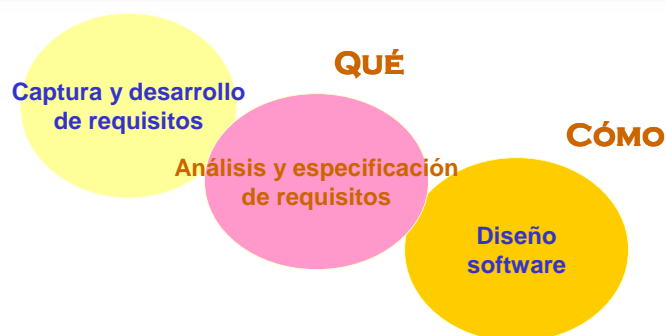 QUÉ
Captura y desarrollo
de requisitos
CÓMO
Análisis y especificación
de requisitos
Diseño
software